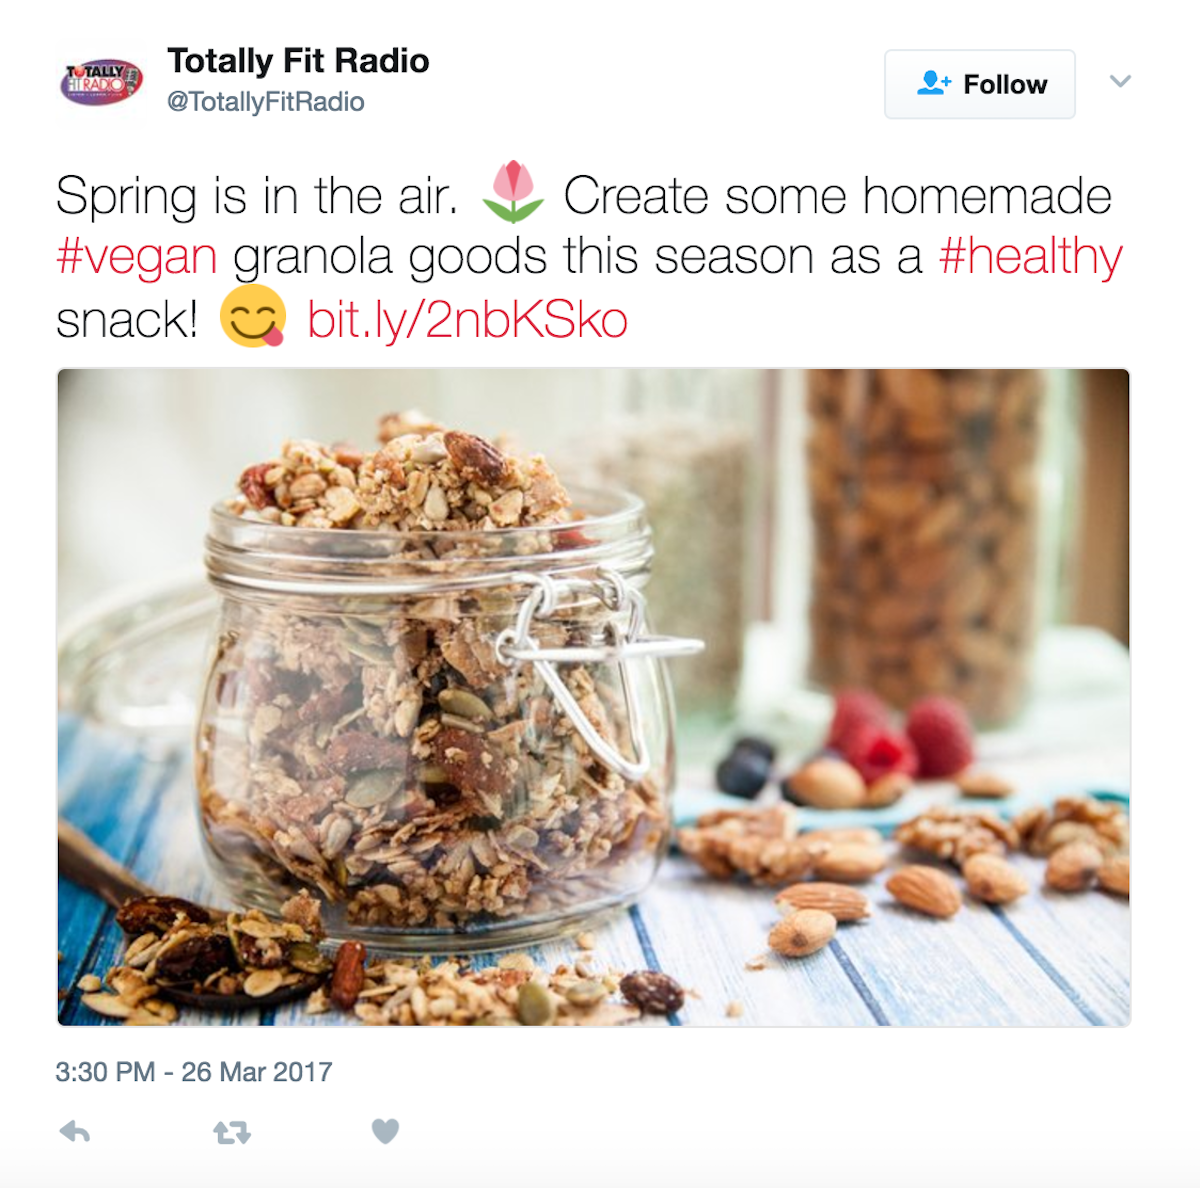 TOTALLY
FIT RADIO
Totally Fit Radio
@TotallyFitRadio
Follow
Spring is in the air. 🌷 Create some homemade
#vegan granola goods this season as a #healthy
snack! 😋 bit.ly/2nbKSko
3:30 PM - 26 Mar 2017